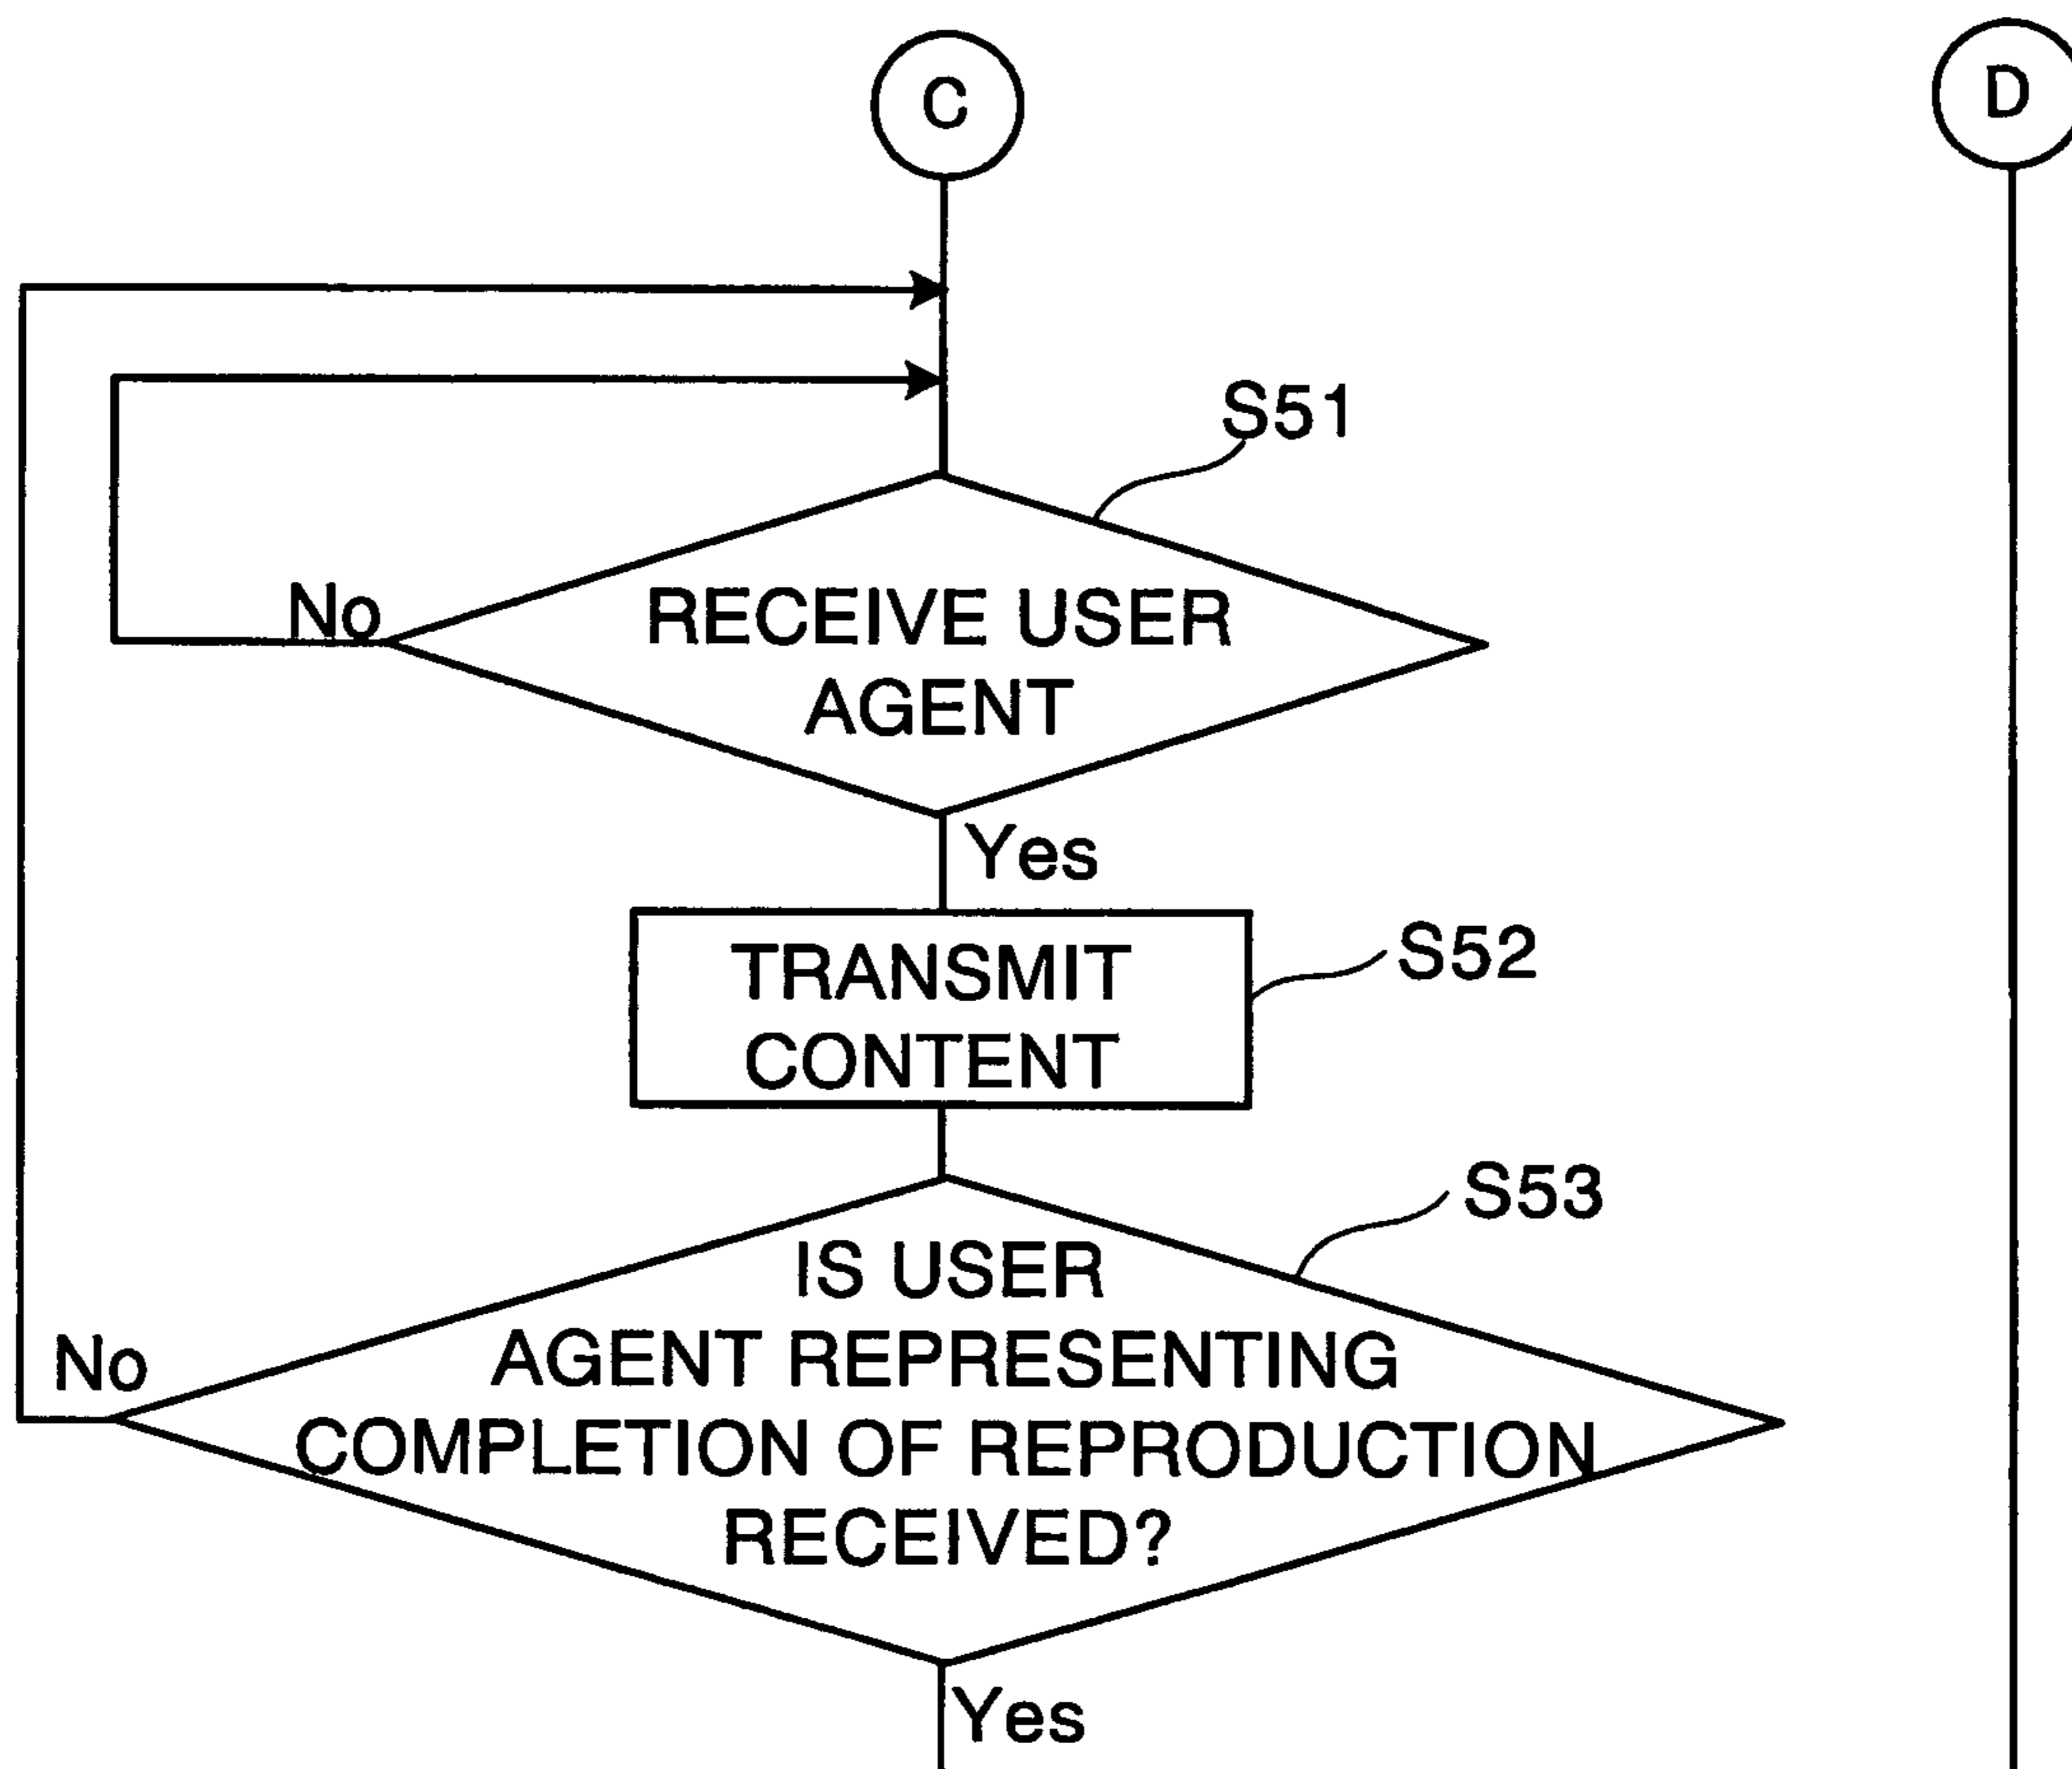 C
D
S51
No
RECEIVE USER
AGENT
Yes
TRANSMIT
CONTENT
S52
S53
IS USER
AGENT REPRESENTING
No
COMPLETION OF REPRODUCTION
RECEIVED?
Yes